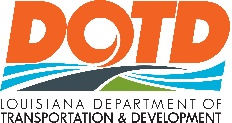 DOTD
LOUISIANA DEPARTMENT OF
TRANSPORTATION & DEVELOPMENT